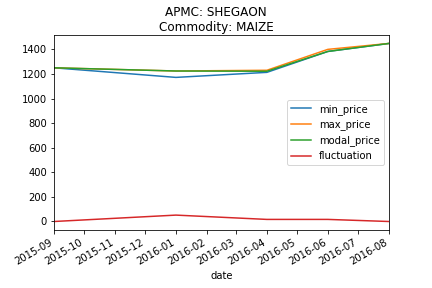 APMC: SHEGAON
Commodity: MAIZE
1400
1200
1000
800
600
400
200
0
min_price
max_price
modal_price
fluctuation
2015-09
2015-10
2015-11
2015-12
2016-01
2016-02
2016-03
2016-04
2016-05
2016-06
2016-07
2016-08
date